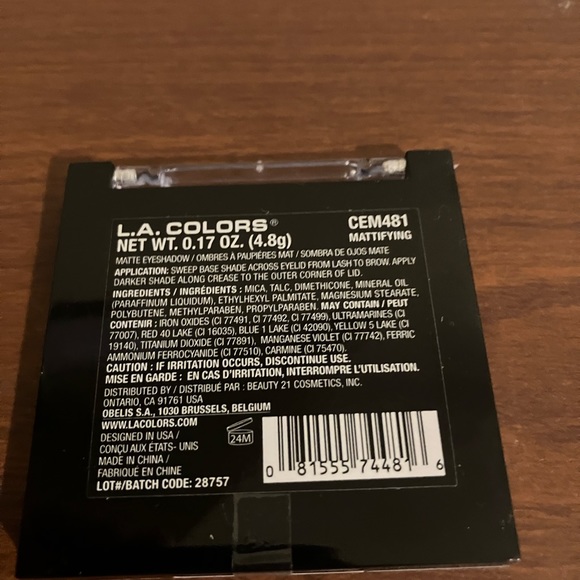 L.A. COLORS®
CEM481
NET WT. 0.17 OZ. (4.8g)
MATTIFYING
MATTE EYESHADOW / OMBRES À PAUPIÈRES MAT / SOMBRA DE OJOS MATE
APPLICATION: SWEEP BASE SHADE ACROSS EYELID FROM LASH TO BROW. APPLY
DARKER SHADE ALONG CREASE TO THE OUTER CORNER OF LID.
INGREDIENTS / INGRÉDIENTS: MICA, TALC, DIMETHICONE, MINERAL OIL
(PARAFFINUM LIQUIDUM), ETHYLHEXYL PALMITATE, MAGNESIUM STEARATE,
POLYBUTENE, METHYLPARABEN, PROPYLPARABEN. MAY CONTAIN / PEUT
CONTENIR : IRON OXIDES (CI 77491, CI 77492, CI 77499), ULTRAMARINES (CI
77007), RED 40 LAKE (CI 16035), BLUE 1 LAKE (CI 42090), YELLOW 5 LAKE (CI
19140), TITANIUM DIOXIDE (CI 77891), MANGANESE VIOLET (CI 77742), FERRIC
AMMONIUM FERROCYANIDE (CI 77510), CARMINE (CI 75470).
CAUTION : IF IRRITATION OCCURS, DISCONTINUE USE.
MISE EN GARDE : EN CAS D'IRRITATION, INTERROMPRE L'UTILISATION.
DISTRIBUTED BY / DISTRIBUÉ PAR : BEAUTY 21 COSMETICS, INC.
ONTARIO, CA 91761 USA
OBELIS S.A., 1030 BRUSSELS, BELGIUM
WWW.LACOLORS.COM
DESIGNED IN USA /
CONÇU AUX ÉTATS- UNIS
MADE IN CHINA /
FABRIQUÉ EN CHINE
LOT#/BATCH CODE: 28757
24M
0 81555 74481 6